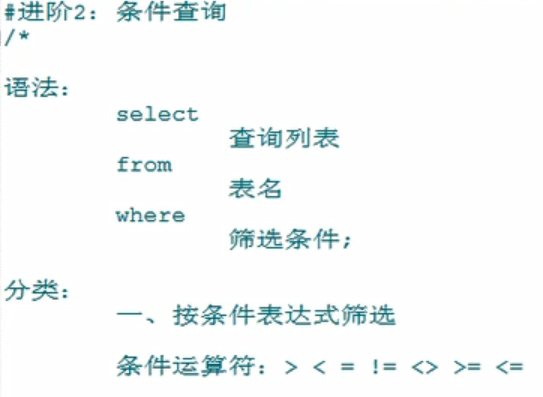 #进阶2：条件查询
/*
语法：
select
查询列表
from
表名
where
筛选条件;
分类：
一、按条件表达式筛选
条件运算符：> < = != <> >= <=